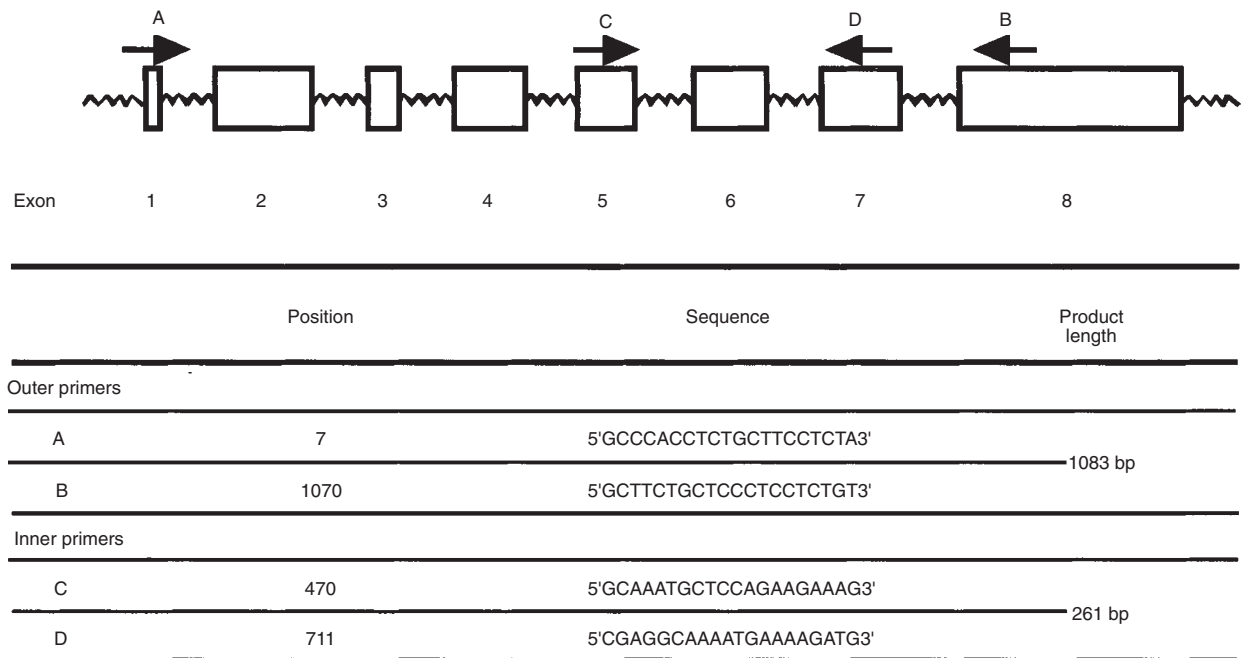 A C D B
Exon 1 2 3 4 5 6 7 8
Position Sequence Product
length
Outer primers
A 7 5'GCCCACCTCTGCTTCCTCTA3'
1083 bp
B 1070 5'GCTTCTGCTCCCTCCTCTGT3'
Inner primers
C 470 5'GCAAATGCTCCAGAAGAAAG3'
261 bp
D 711 5'CGAGGCAAAATGAAAAGATG3'